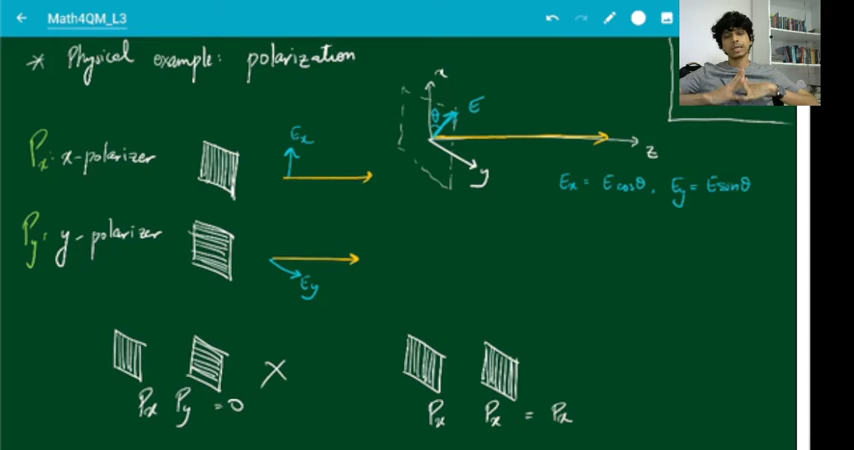 Math4QM_L3
* Physical example: polarization
x
E
θ
z
y
Ex = E cosθ, Ey = E sinθ
Px: x-polarizer
Ex
Py: y-polarizer
Ey
Px Py = 0
Px Px = Px